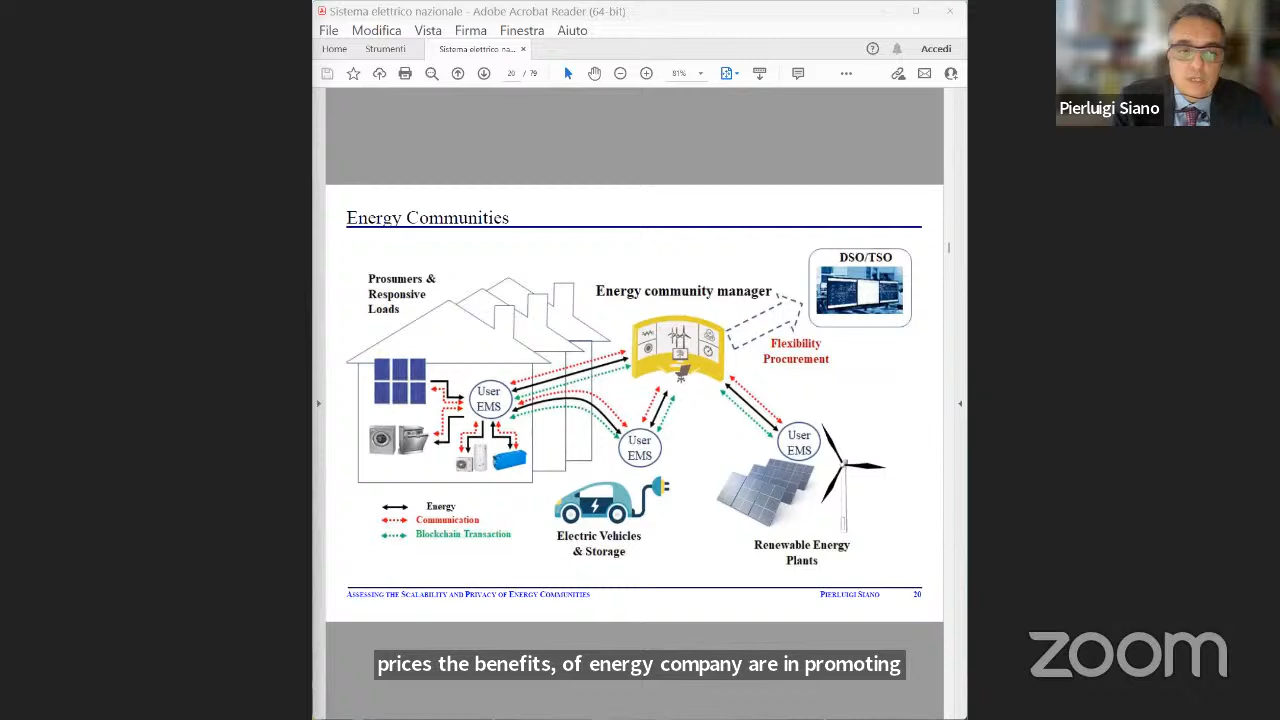 Sistema elettrico nazionale - Adobe Acrobat Reader (64-bit)
File Modifica Vista Firma Finestra Aiuto
Home Strumenti Sistema elettrico na... × Accedi
20 / 79 81%
Pierluigi Siano
Energy Communities
DSO/TSO
Prosumers &
Responsive
Loads
Energy community manager
Flexibility
Procurement
User
EMS
User
EMS
User
EMS
Energy
Communication
Blockchain Transaction
Electric Vehicles
& Storage
Renewable Energy
Plants
ASSESSING THE SCALABILITY AND PRIVACY OF ENERGY COMMUNITIES PIERLUIGI SIANO 20
prices the benefits, of energy company are in promoting
zoom